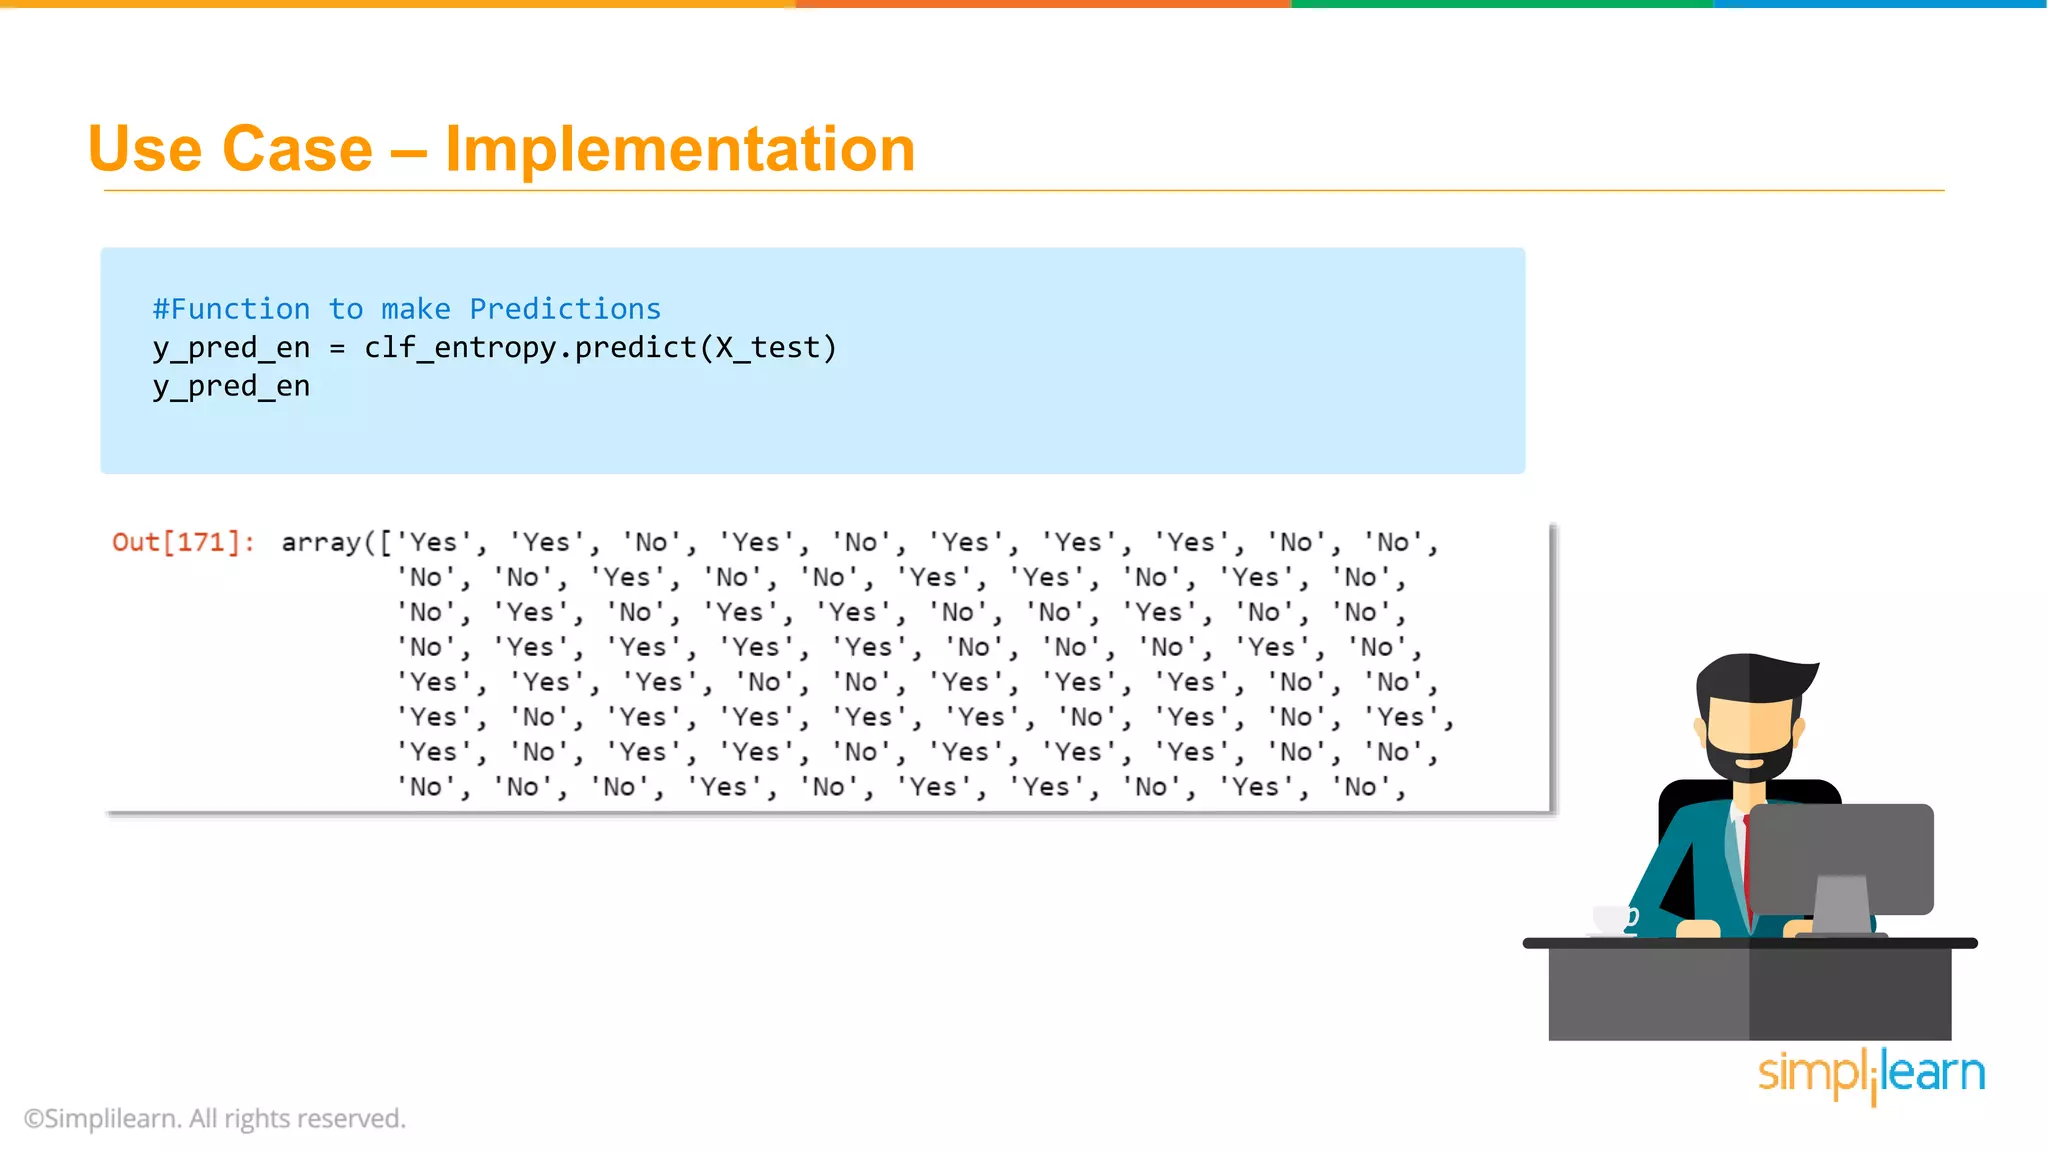 Use Case – Implementation
#Function to make Predictions
y_pred_en = clf_entropy.predict(X_test)
y_pred_en
Out[171]: array(['Yes', 'Yes', 'No', 'Yes', 'No', 'Yes', 'Yes', 'Yes', 'No', 'No',
'No', 'No', 'Yes', 'No', 'No', 'Yes', 'Yes', 'No', 'Yes', 'No',
'No', 'Yes', 'No', 'Yes', 'Yes', 'No', 'No', 'Yes', 'No', 'No',
'No', 'Yes', 'Yes', 'Yes', 'Yes', 'No', 'No', 'No', 'Yes', 'No',
'Yes', 'Yes', 'Yes', 'No', 'No', 'Yes', 'Yes', 'Yes', 'No', 'No',
'Yes', 'No', 'Yes', 'Yes', 'Yes', 'Yes', 'No', 'Yes', 'No', 'Yes',
'Yes', 'No', 'Yes', 'Yes', 'No', 'Yes', 'Yes', 'Yes', 'No', 'No',
'No', 'No', 'No', 'Yes', 'No', 'Yes', 'Yes', 'No', 'Yes', 'No',
simplilearn
©Simplilearn. All rights reserved.